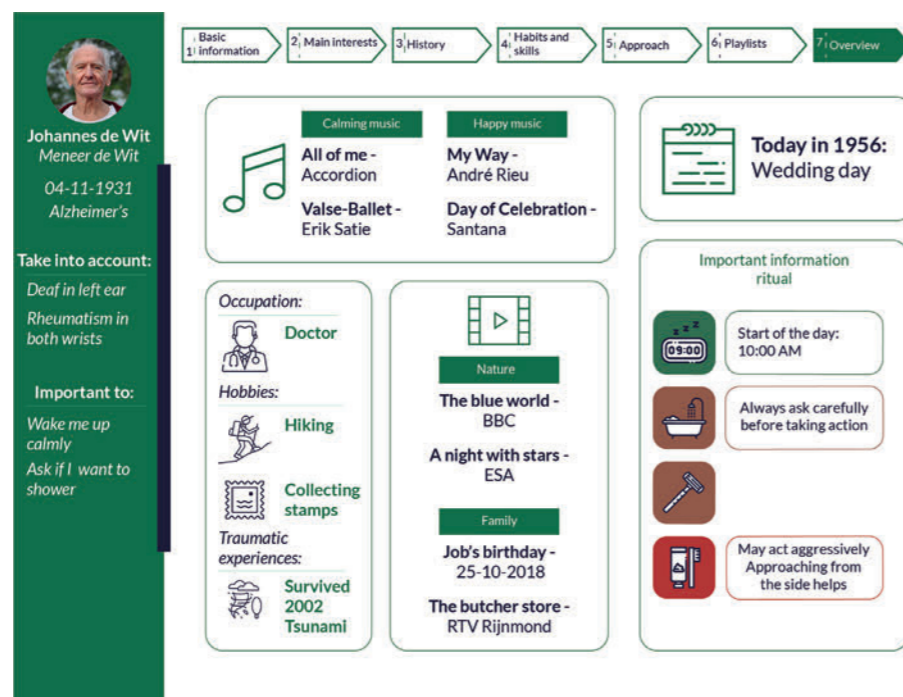 1 Basic information
2 Main interests
3 History
4 Habits and skills
5 Approach
6 Playlists
7 Overview
Johannes de Wit
Meneer de Wit
04-11-1931
Alzheimer's
Take into account:
Deaf in left ear
Rheumatism in
both wrists
Important to:
Wake me up
calmly
Ask if I want to
shower
Calming music
All of me -
Accordion
Valse-Ballet -
Erik Satie
Happy music
My Way -
André Rieu
Day of Celebration -
Santana
Today in 1956:
Wedding day
Occupation:
Doctor
Hobbies:
Hiking
Collecting
stamps
Traumatic
experiences:
Survived
2002
Tsunami
Nature
The blue world -
BBC
A night with stars -
ESA
Family
Job's birthday -
25-10-2018
The butcher store -
RTV Rijnmond
Important information
ritual
z z z
09:00
Start of the day:
10:00 AM
Always ask carefully
before taking action
May act aggressively
Approaching from
the side helps